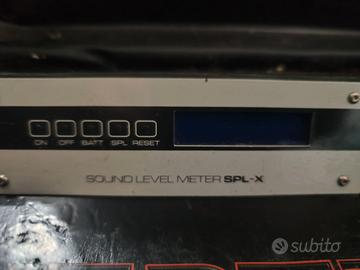 ON OFF BATT SPL RESET
SOUND LEVEL METER SPL-X
subito